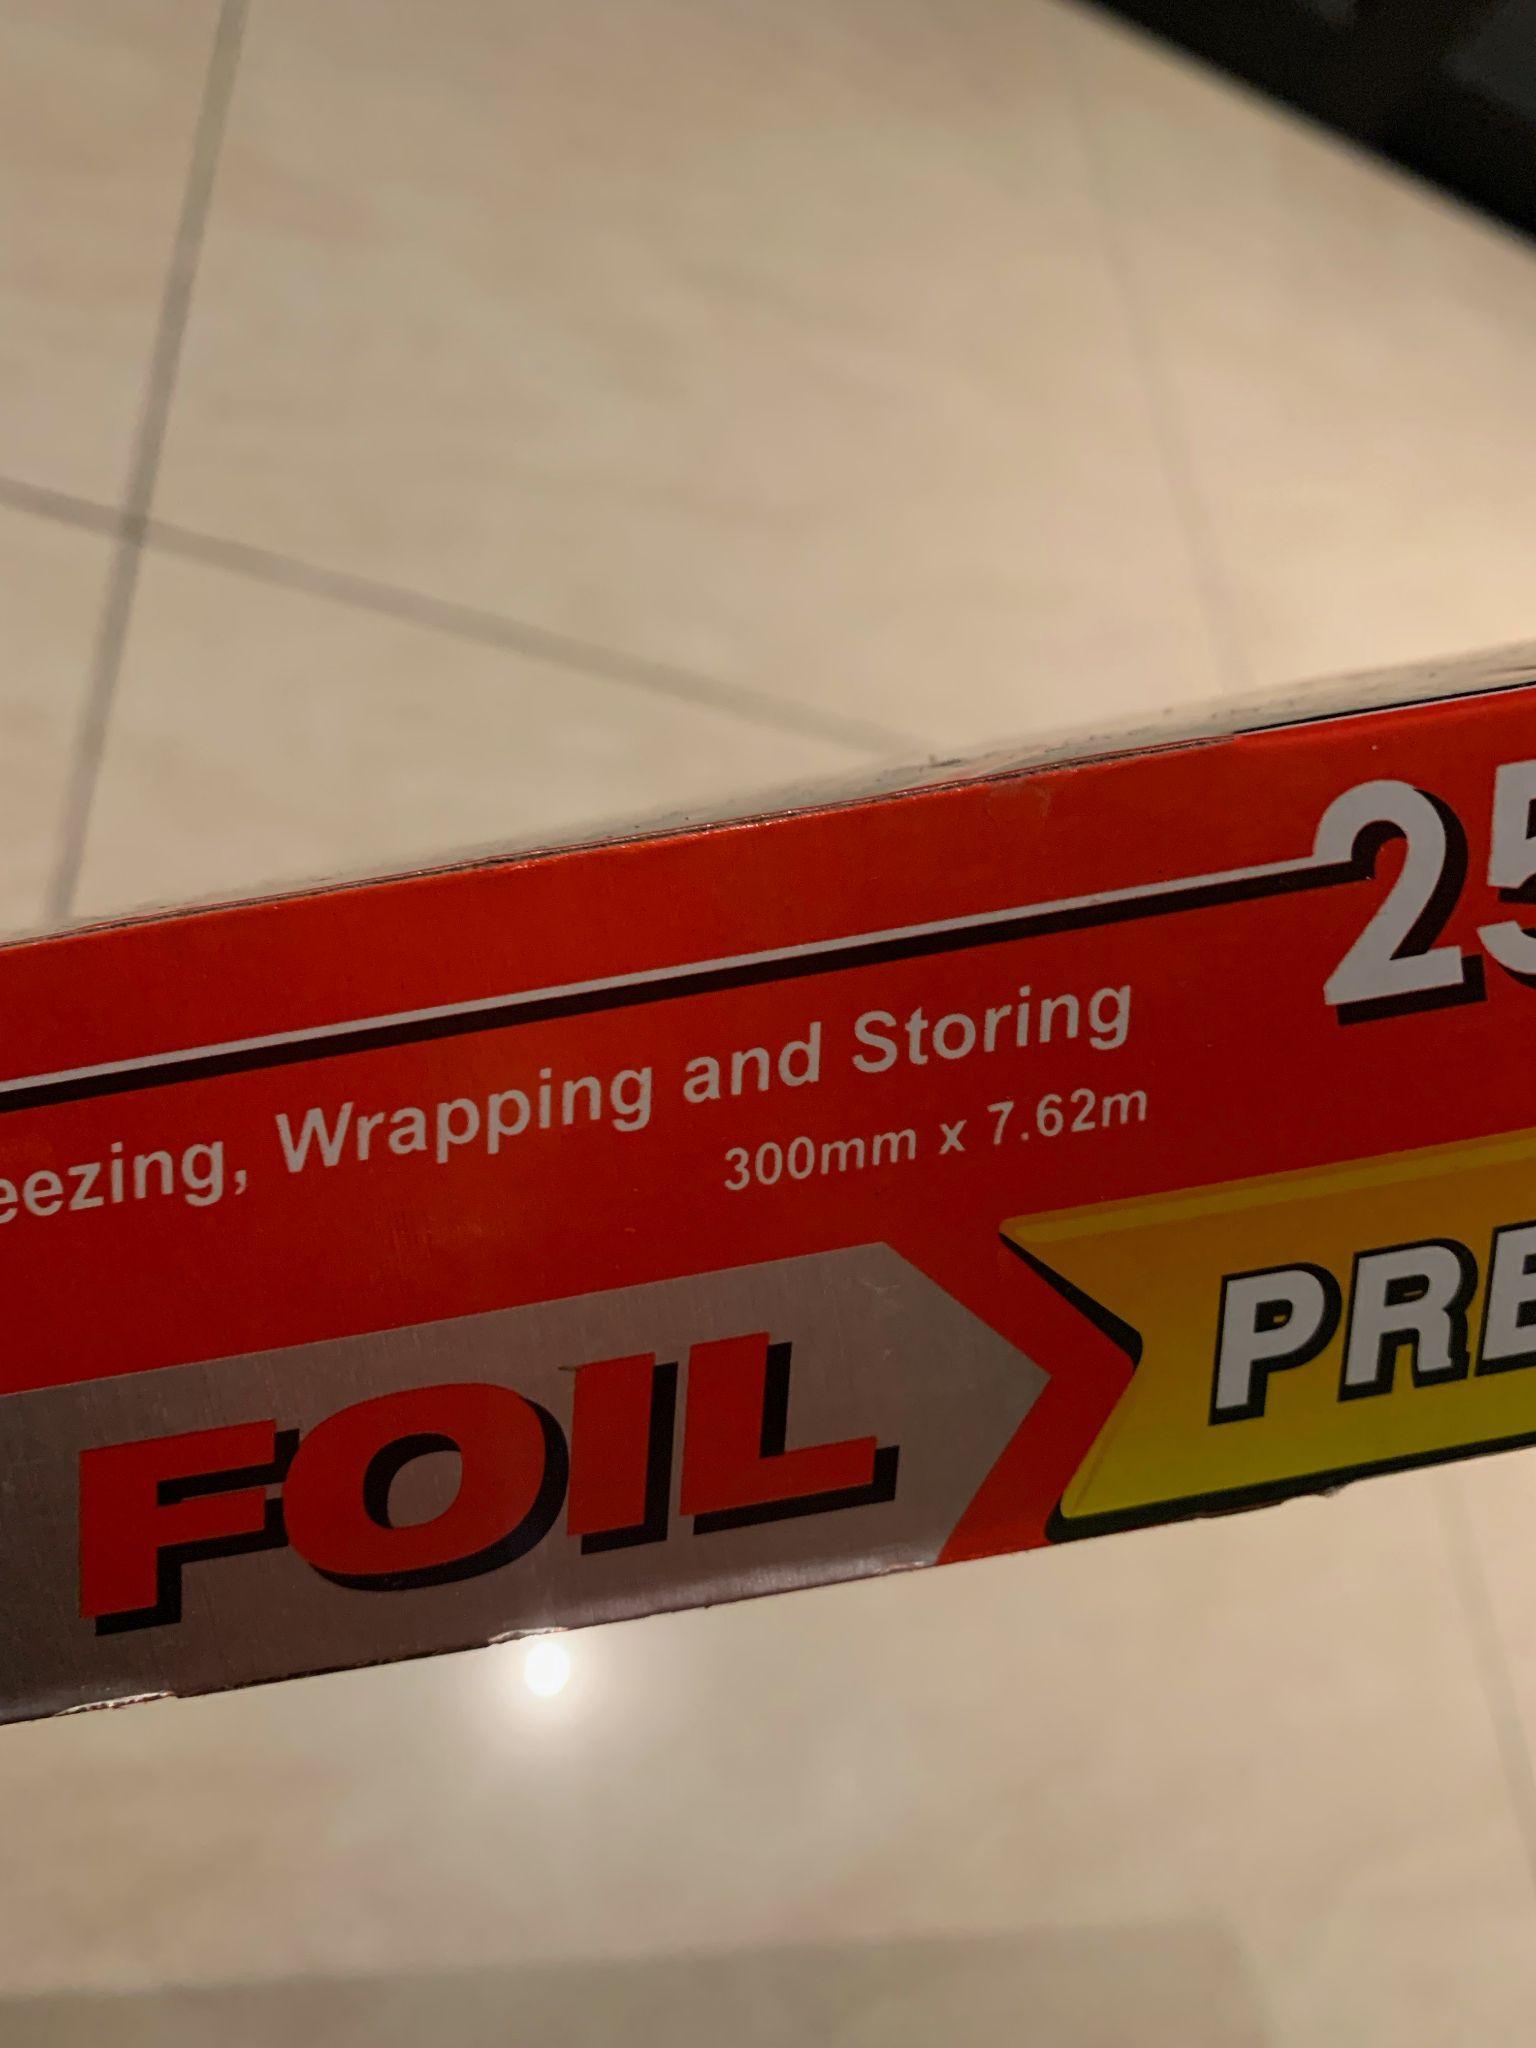 25
eezing, Wrapping and Storing
300mm x 7.62m
FOIL
PRE